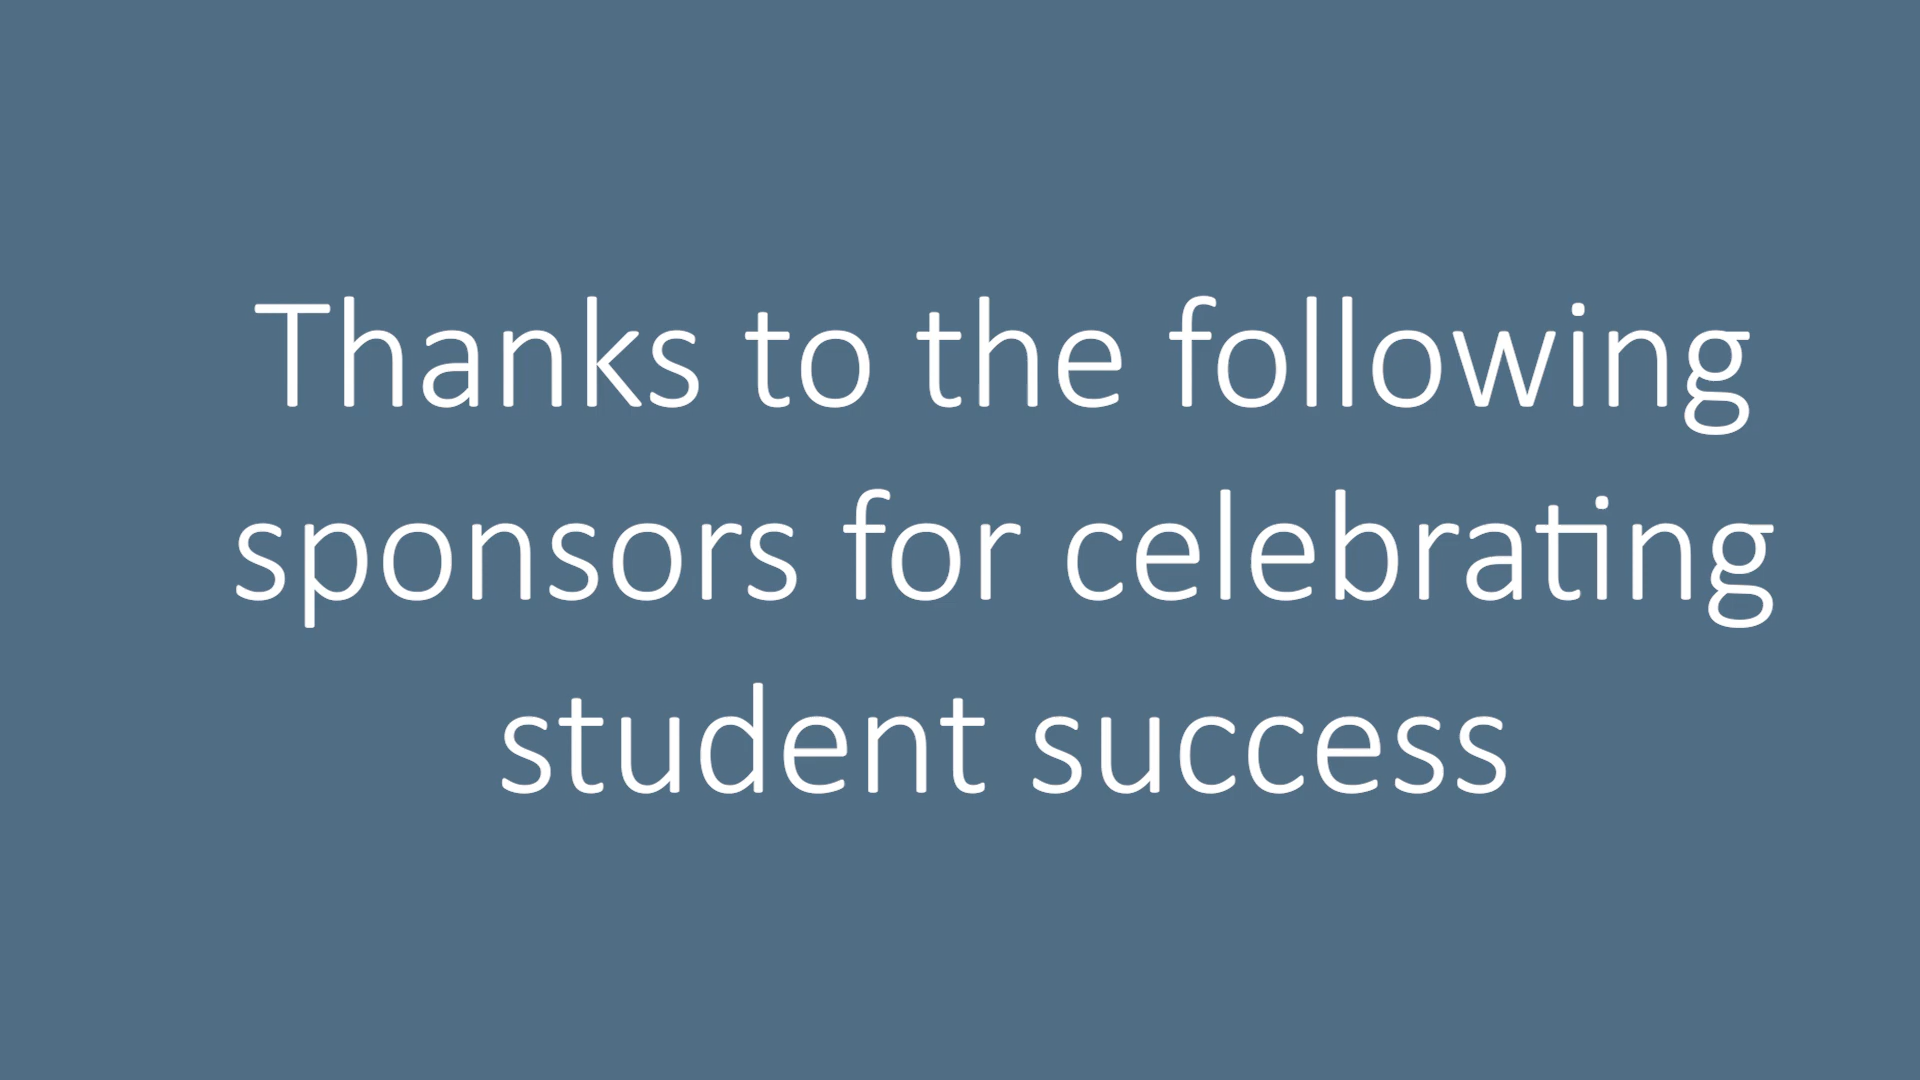 Thanks to the following
sponsors for celebrating
student success